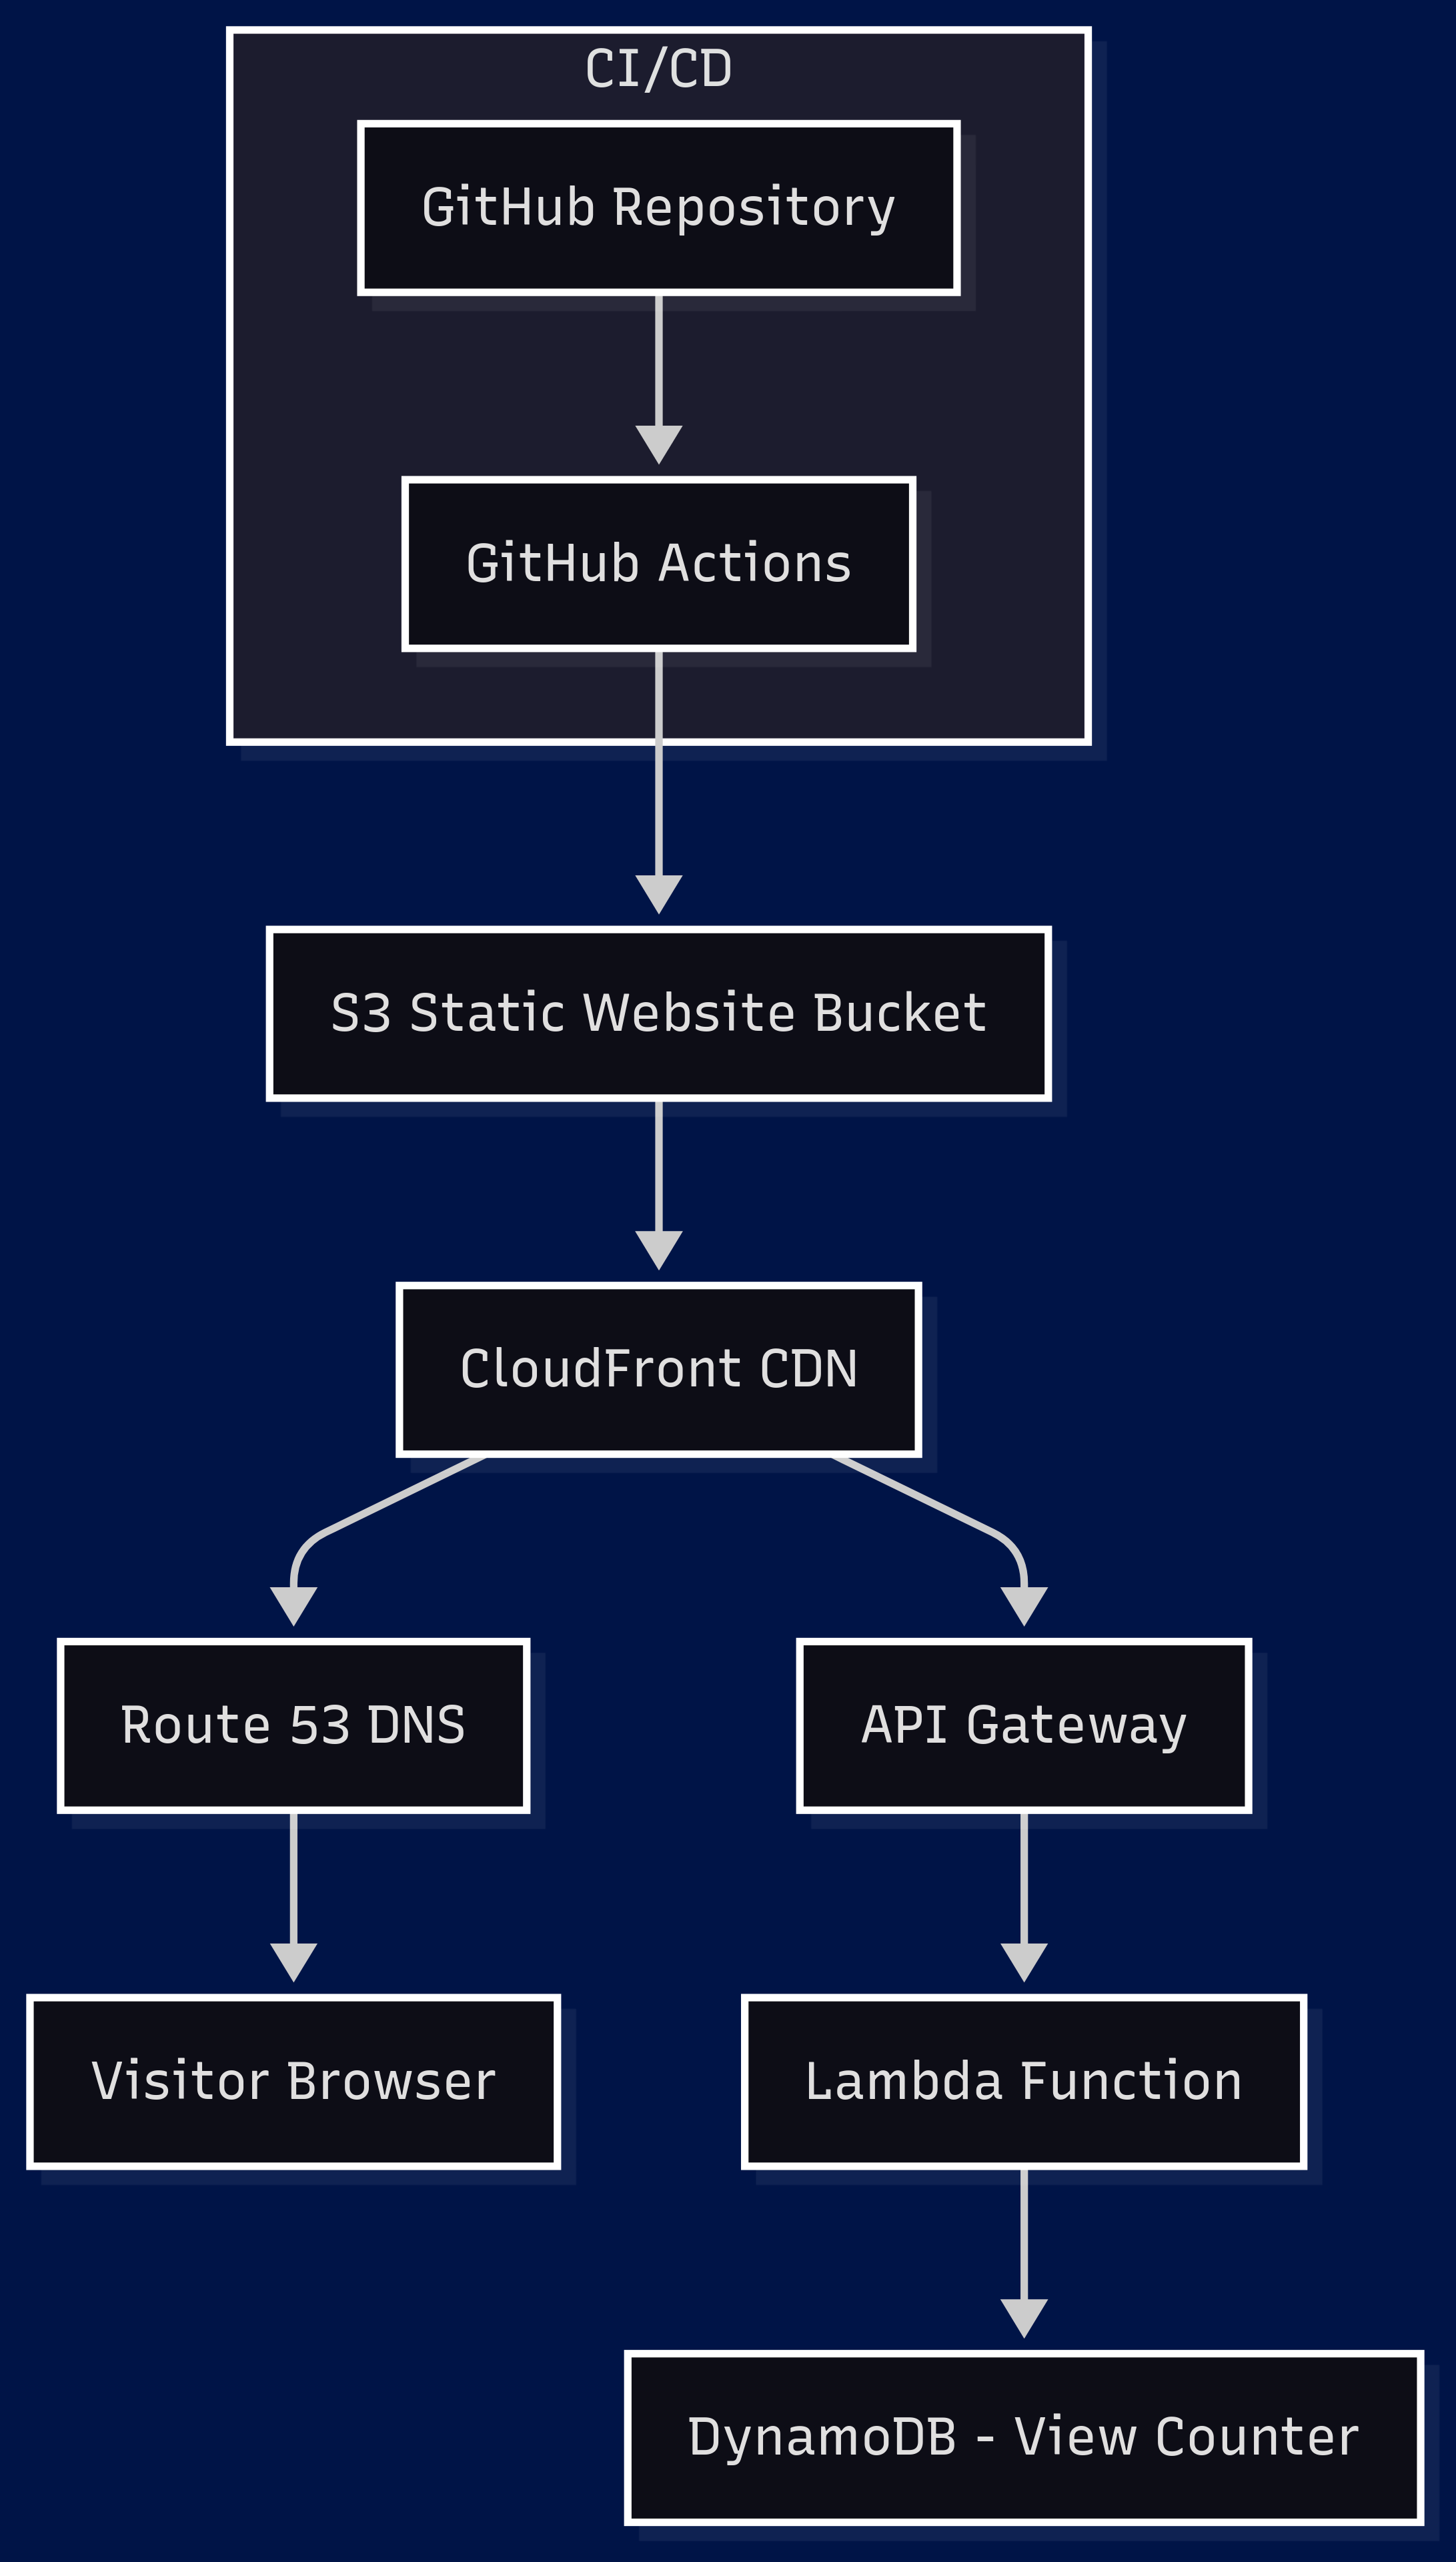 CI/CD
GitHub Repository
GitHub Actions
S3 Static Website Bucket
CloudFront CDN
Route 53 DNS
API Gateway
Visitor Browser
Lambda Function
DynamoDB - View Counter